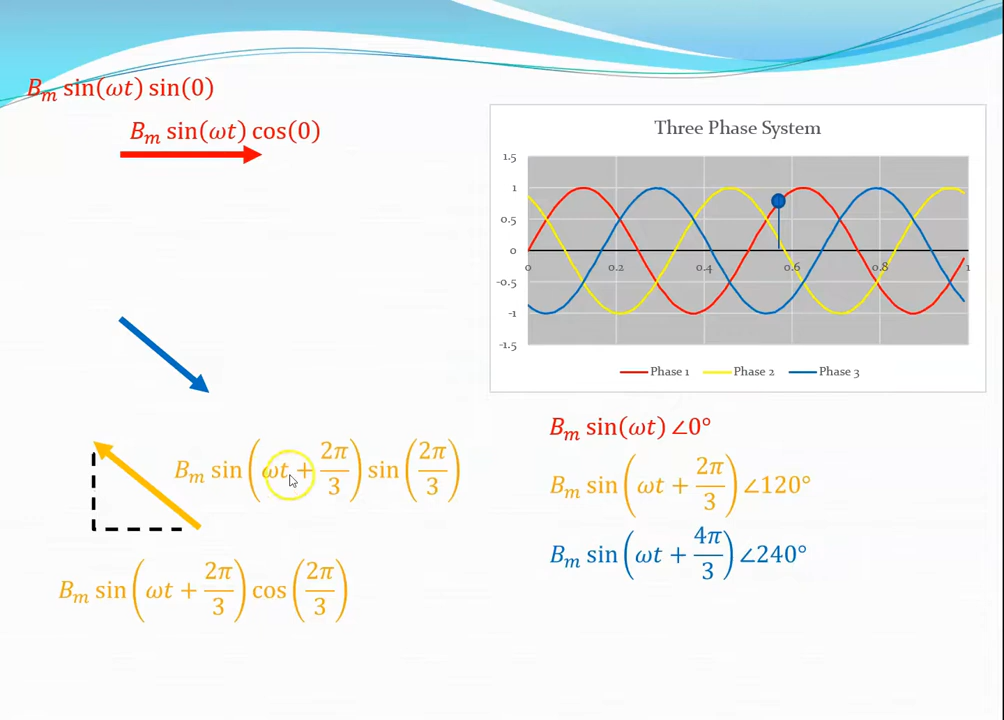 B_m sin(ωt) sin(0)
B_m sin(ωt) cos(0)
Three Phase System
1.5
1
0.5
0
-0.5
-1
-1.5
0 0.2 0.4 0.6 0.8 1
Phase 1 Phase 2 Phase 3
B_m sin(ωt) ∠0°
B_m sin(ωt + 2π/3) sin(2π/3)
B_m sin(ωt + 2π/3) ∠120°
B_m sin(ωt + 4π/3) ∠240°
B_m sin(ωt + 2π/3) cos(2π/3)